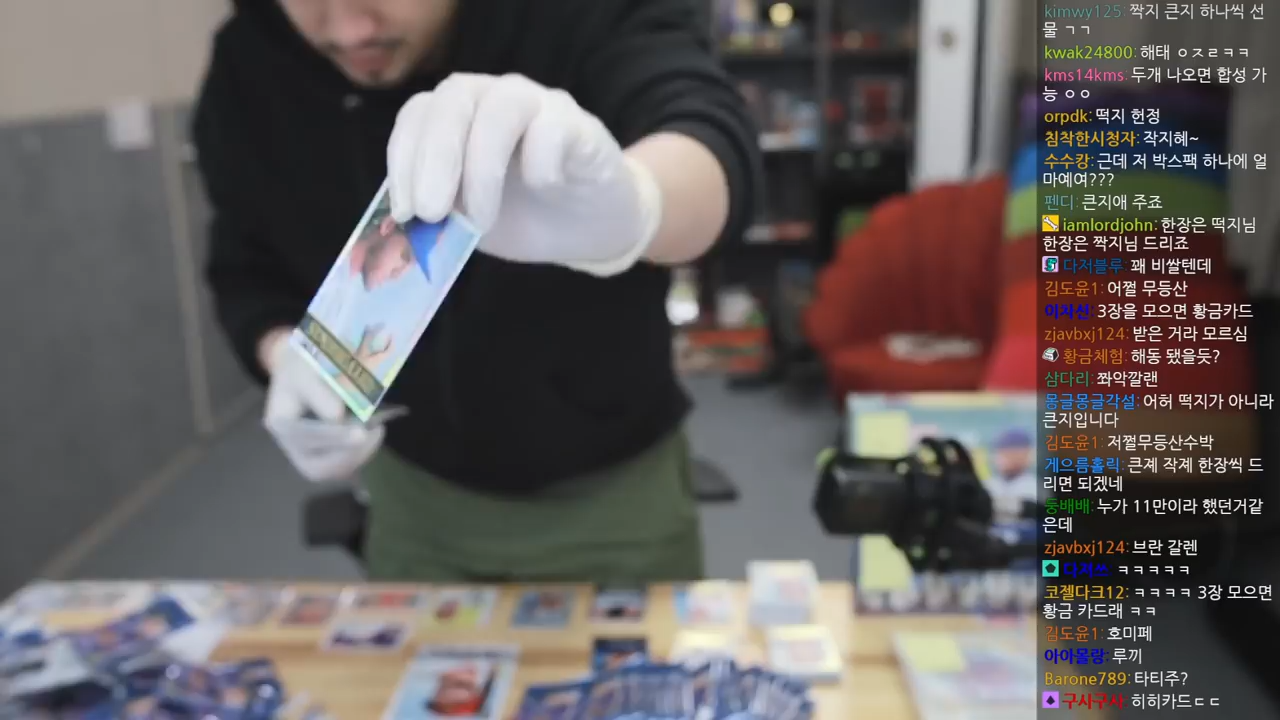 kimwy125: 짝지 큰지 하나씩 선
물 ㄱㄱ
kwak24800: 해태 ㅇㅈㄹㅋㅋ
kms14kms: 두개 나오면 합성 가
능 ㅇㅇ
orpdk: 떡지 헌정
침착한시청자: 작지혜~
수수캉: 근데 저 박스팩 하나에 얼
마예여???
펜디: 큰지애 주죠
iamlordjohn: 한장은 떡지님
한장은 짝지님 드리죠
다저블루: 꽤 비쌀텐데
김도윤1: 어쩔 무등산
이차선: 3장을 모으면 황금카드
zjavbxj124: 받은 거라 모르심
황금체험: 해동 됐을듯?
삼다리: 쫘악깔랜
몽글몽글각설: 어허 떡지가 아니라
큰지입니다
김도윤1: 저쩔무등산수박
게으름홀릭: 큰졔 작졔 한장씩 드
리면 되겠네
둥배배: 누가 11만이라 했던거같
은데
zjavbxj124: 브란 갈렌
다저쓰: ㅋㅋㅋㅋㅋ
코젤다크12: ㅋㅋㅋㅋ 3장 모으면
황금 카드래 ㅋㅋ
김도윤1: 호미페
아아몰랑: 루끼
Barone789: 타티주?
구시구사: 히히카드ㄷㄷ